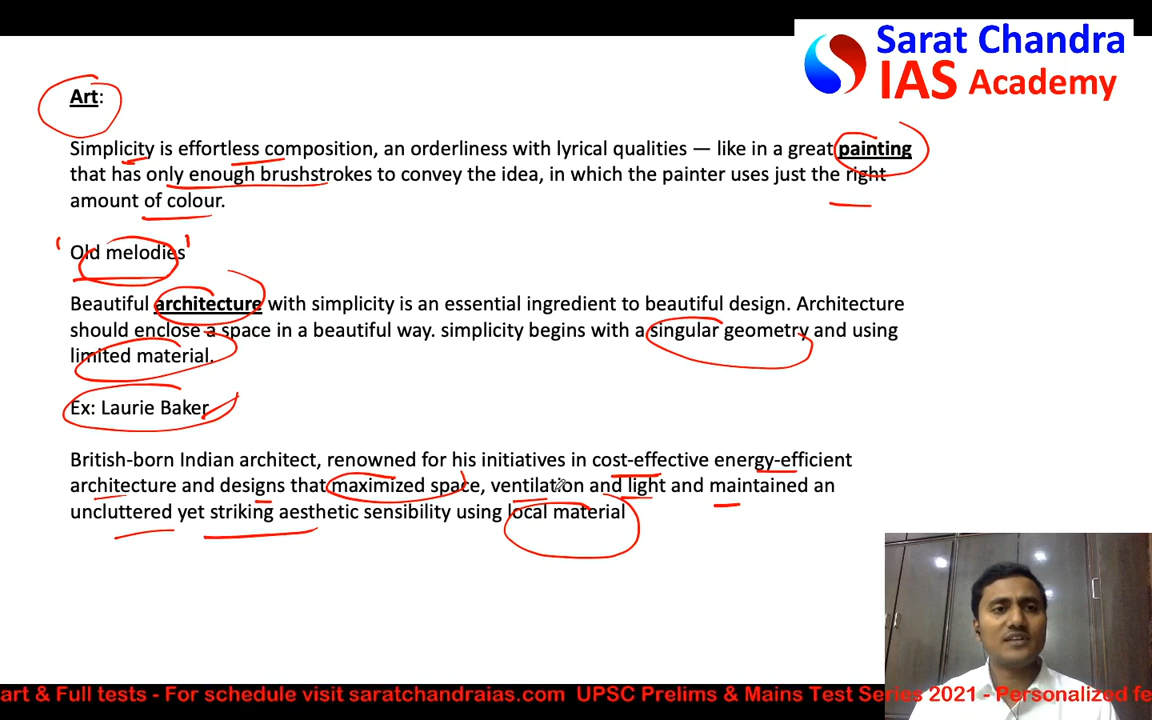 Sarat Chandra
IAS Academy
Art:
Simplicity is effortless composition, an orderliness with lyrical qualities — like in a great painting
that has only enough brushstrokes to convey the idea, in which the painter uses just the right
amount of colour.
'Old melodies'
Beautiful architecture with simplicity is an essential ingredient to beautiful design. Architecture
should enclose a space in a beautiful way. simplicity begins with a singular geometry and using
limited material.
Ex: Laurie Baker
British-born Indian architect, renowned for his initiatives in cost-effective energy-efficient
architecture and designs that maximized space, ventilation and light and maintained an
uncluttered yet striking aesthetic sensibility using local material
art & Full tests - For schedule visit saratchandraias.com UPSC Prelims & Mains Test Series 2021 - Personalized fe